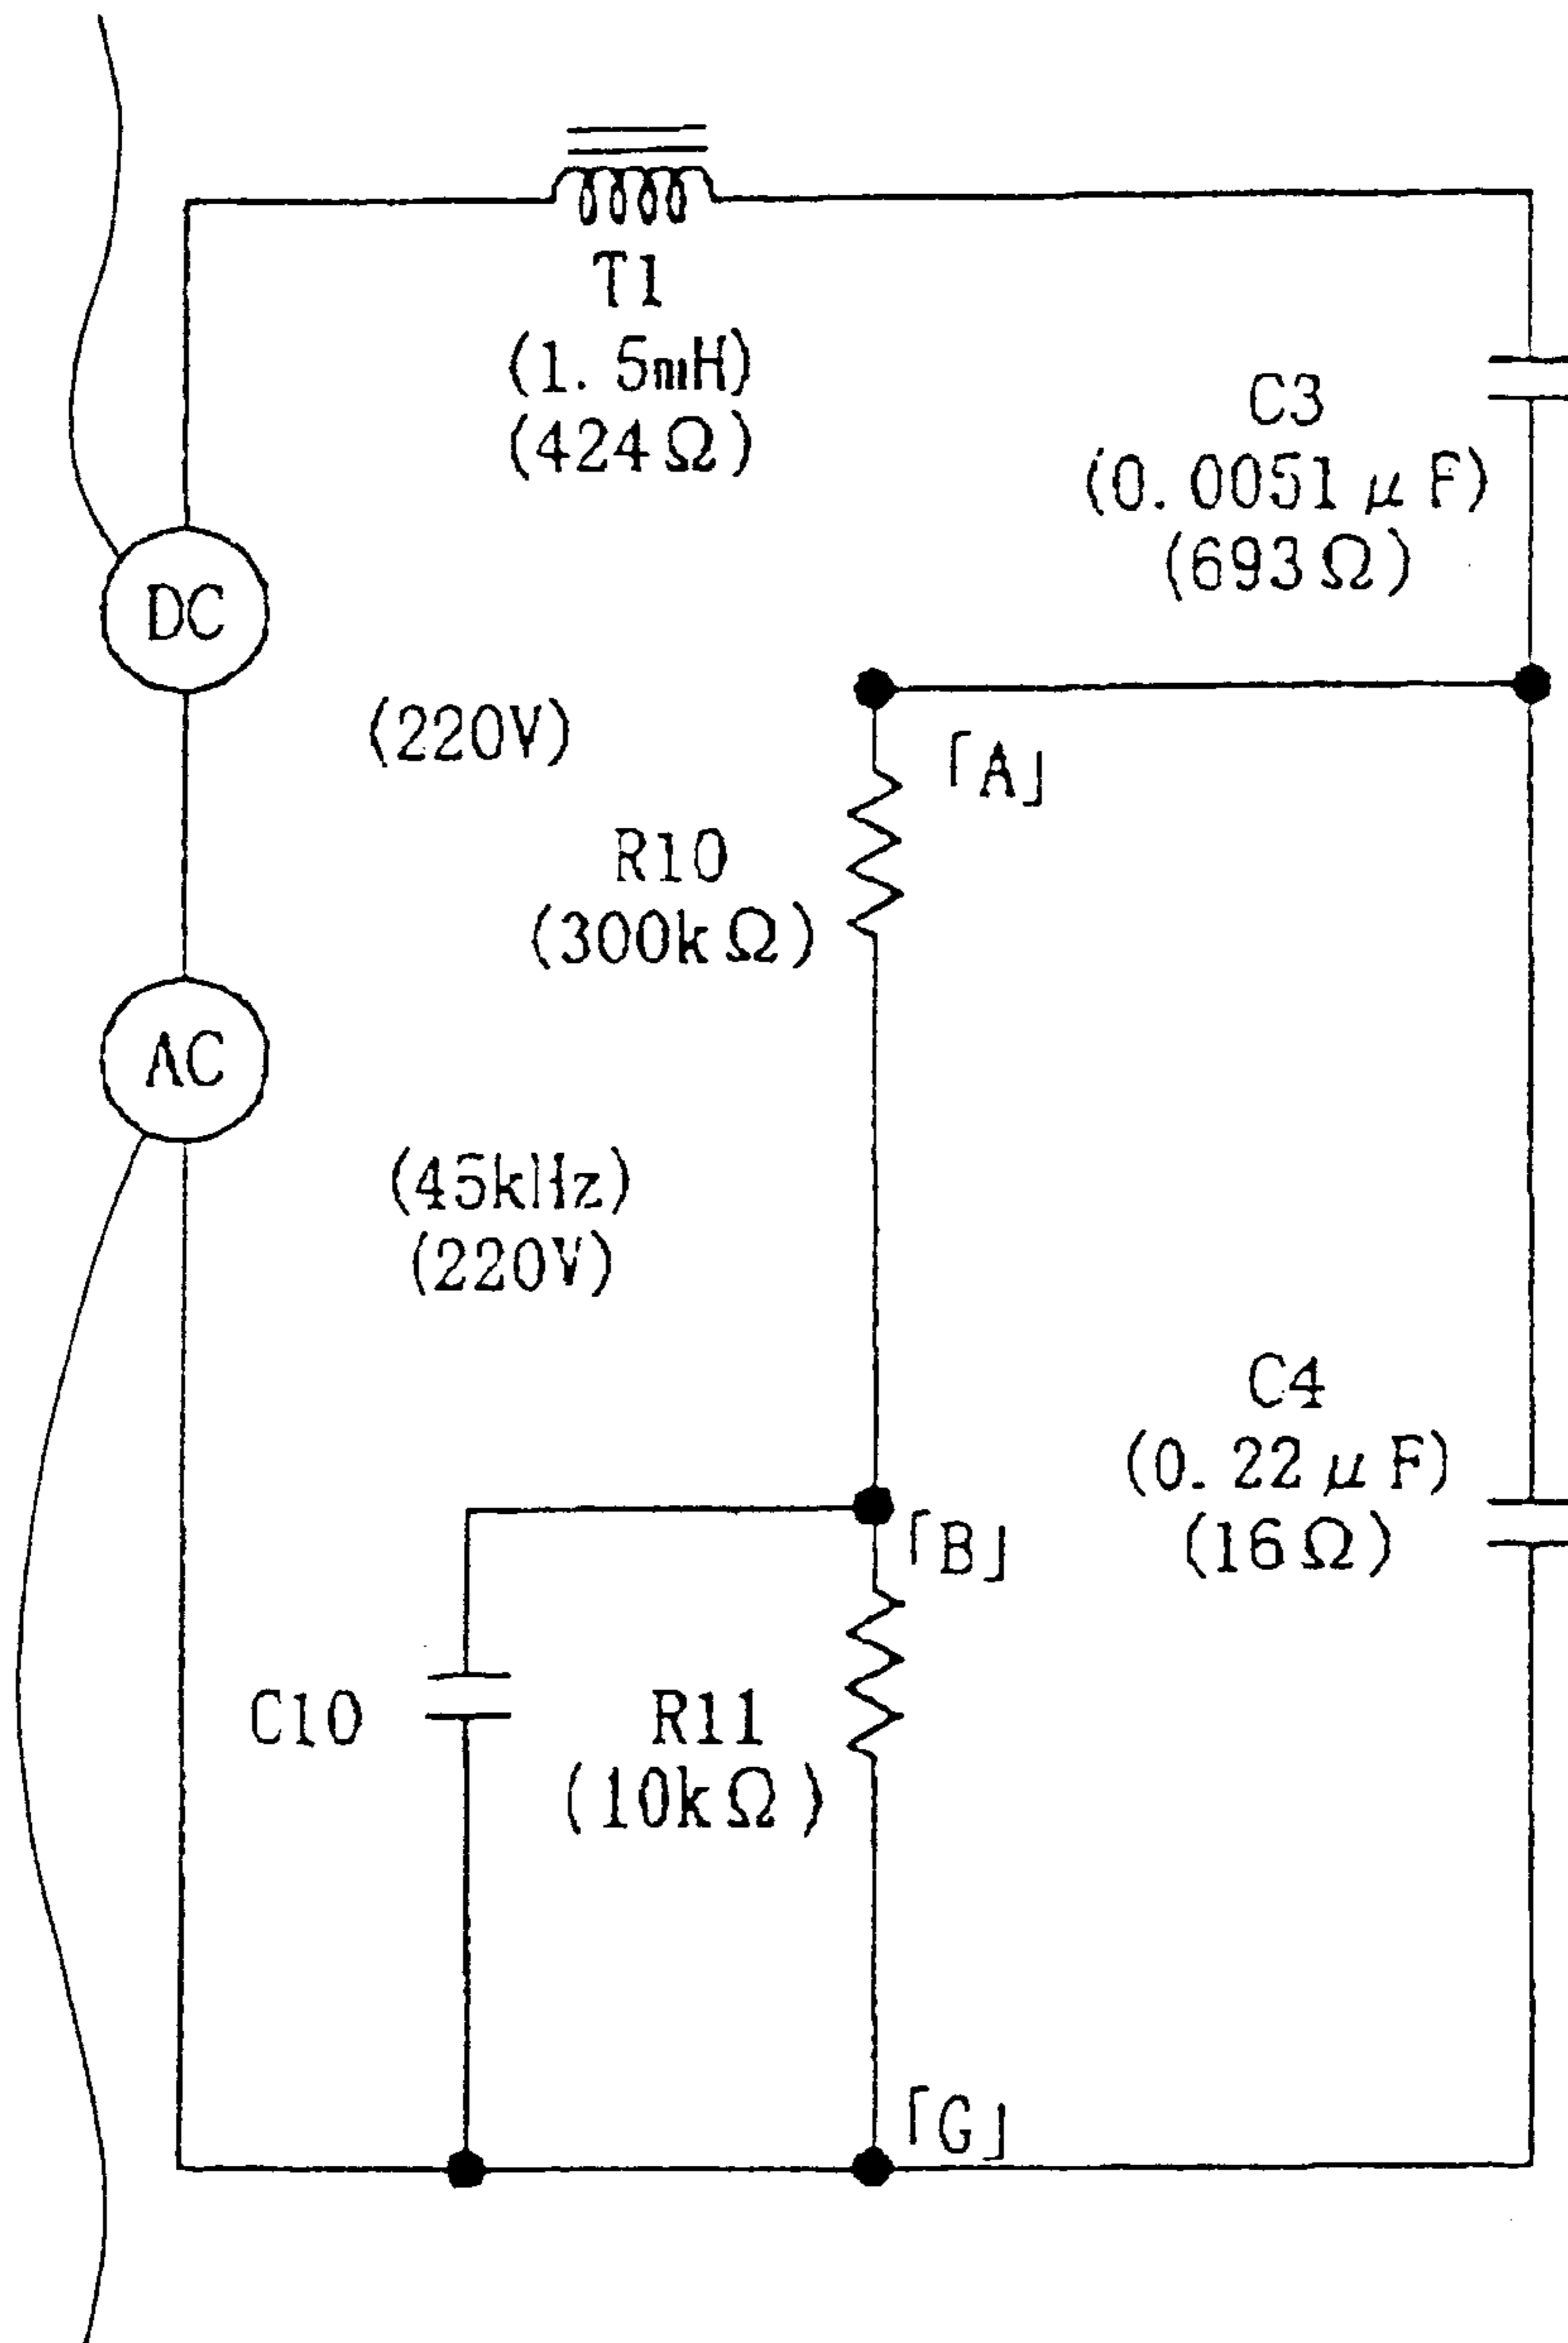 T1
(1.5mH)
(424Ω)
C3
(0.0051μF)
(693Ω)
DC
(220V)
「A」
R10
(300kΩ)
AC
(45kHz)
(220V)
C4
(0.22μF)
(16Ω)
「B」
C10
R11
(10kΩ)
「G」